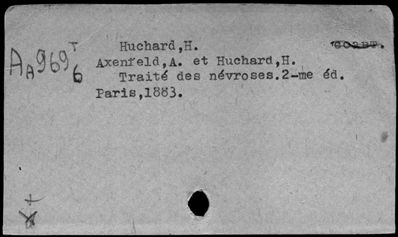 Huchard,H.
Axenfeld,A. et Huchard,H.
Traité des névroses.2-me éd.
Paris,1883.
AA969 T
6